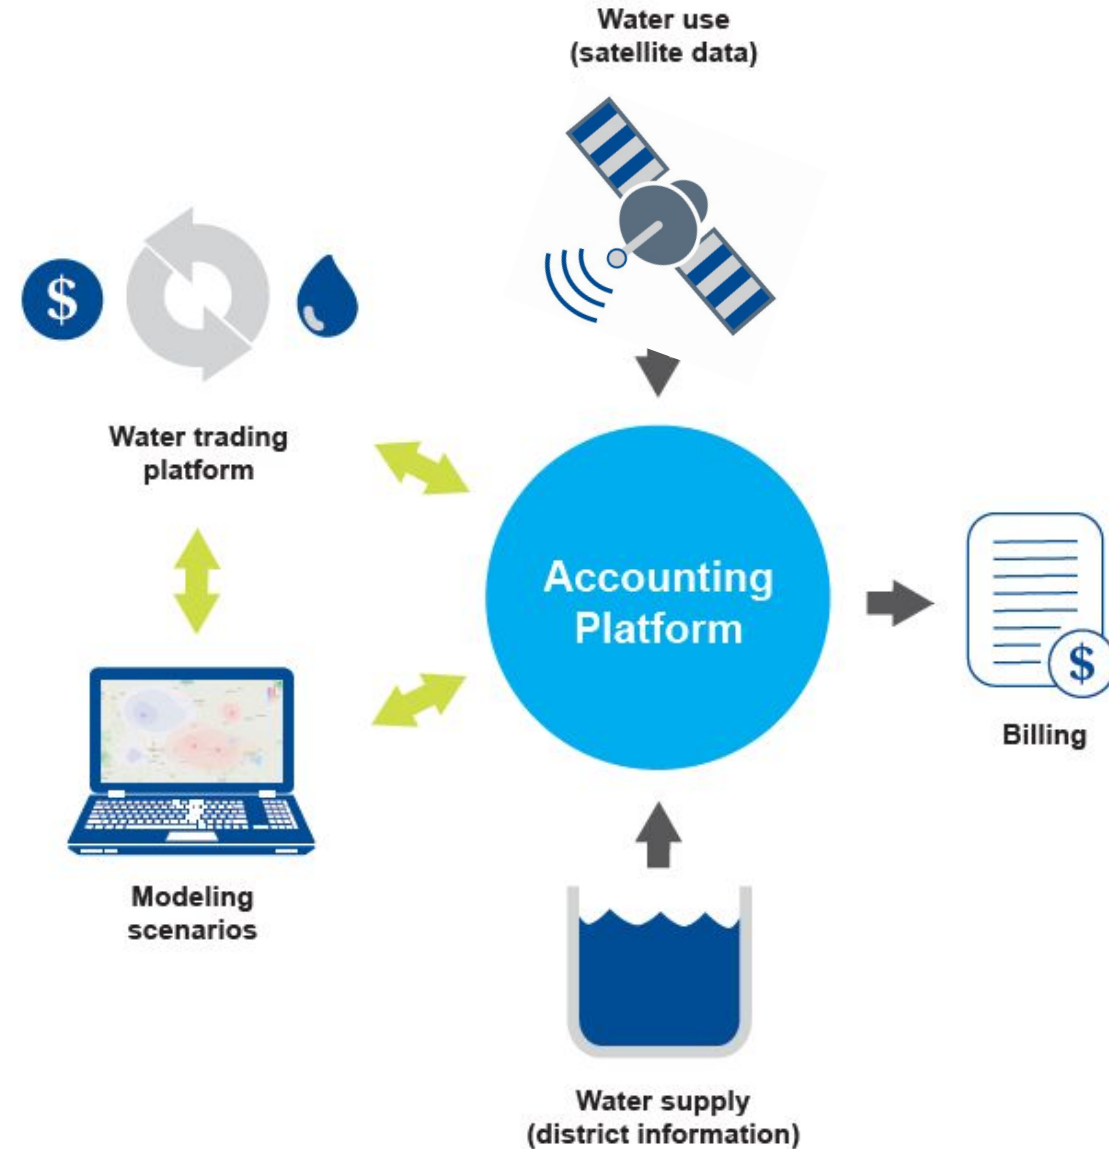 Water use
(satellite data)
$
Water trading
platform
Accounting
Platform
$
Billing
Modeling
scenarios
Water supply
(district information)